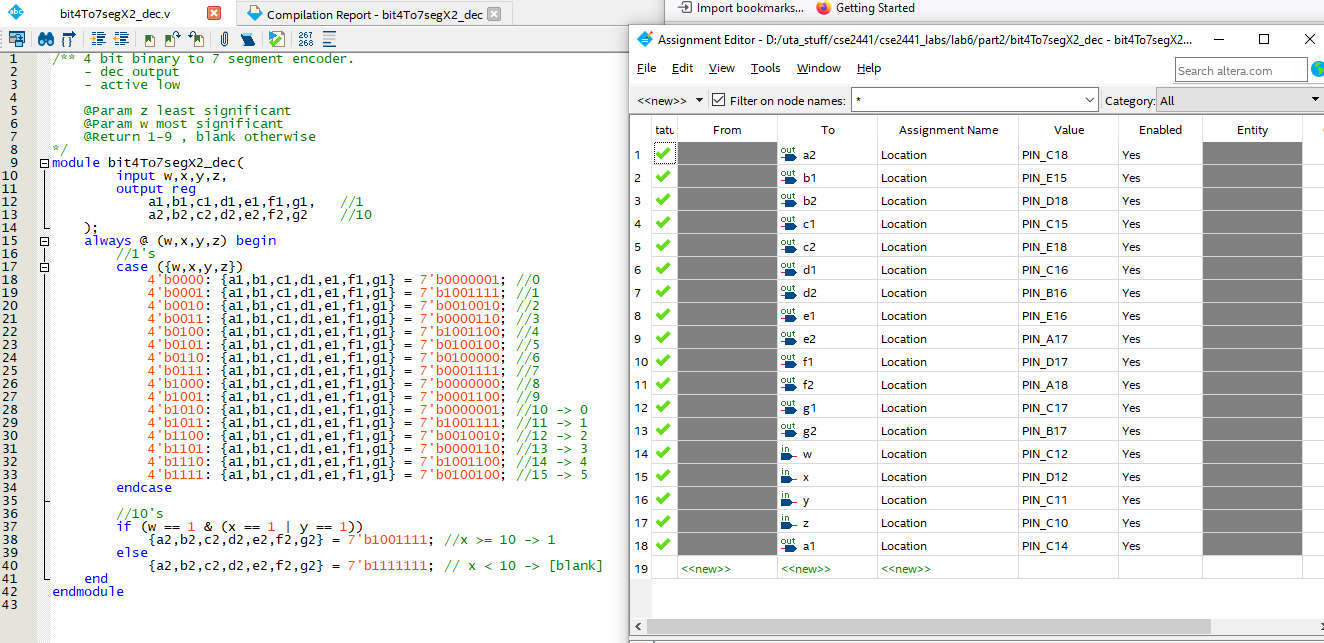 bit4To7segX2_dec.v
Compilation Report - bit4To7segX2_dec
267
268
1 /** 4 bit binary to 7 segment encoder.
2 - dec output
3 - active low
4
5 @Param z least significant
6 @Param w most significant
7 @Return 1-9 , blank otherwise
8 */
9 module bit4To7segX2_dec(
10 input w,x,y,z,
11 output reg
12 a1,b1,c1,d1,e1,f1,g1, //1
13 a2,b2,c2,d2,e2,f2,g2 //10
14 );
15 always @ (w,x,y,z) begin
16 //1's
17 case ({w,x,y,z})
18 4'b0000: {a1,b1,c1,d1,e1,f1,g1} = 7'b0000001; //0
19 4'b0001: {a1,b1,c1,d1,e1,f1,g1} = 7'b1001111; //1
20 4'b0010: {a1,b1,c1,d1,e1,f1,g1} = 7'b0010010; //2
21 4'b0011: {a1,b1,c1,d1,e1,f1,g1} = 7'b0000110; //3
22 4'b0100: {a1,b1,c1,d1,e1,f1,g1} = 7'b1001100; //4
23 4'b0101: {a1,b1,c1,d1,e1,f1,g1} = 7'b0100100; //5
24 4'b0110: {a1,b1,c1,d1,e1,f1,g1} = 7'b0100000; //6
25 4'b0111: {a1,b1,c1,d1,e1,f1,g1} = 7'b0001111; //7
26 4'b1000: {a1,b1,c1,d1,e1,f1,g1} = 7'b0000000; //8
27 4'b1001: {a1,b1,c1,d1,e1,f1,g1} = 7'b0001100; //9
28 4'b1010: {a1,b1,c1,d1,e1,f1,g1} = 7'b0000001; //10 -> 0
29 4'b1011: {a1,b1,c1,d1,e1,f1,g1} = 7'b1001111; //11 -> 1
30 4'b1100: {a1,b1,c1,d1,e1,f1,g1} = 7'b0010010; //12 -> 2
31 4'b1101: {a1,b1,c1,d1,e1,f1,g1} = 7'b0000110; //13 -> 3
32 4'b1110: {a1,b1,c1,d1,e1,f1,g1} = 7'b1001100; //14 -> 4
33 4'b1111: {a1,b1,c1,d1,e1,f1,g1} = 7'b0100100; //15 -> 5
34 endcase
35
36 //10's
37 if (w == 1 & (x == 1 | y == 1))
38 {a2,b2,c2,d2,e2,f2,g2} = 7'b1001111; //x >= 10 -> 1
39 else
40 {a2,b2,c2,d2,e2,f2,g2} = 7'b1111111; // x < 10 -> [blank]
41 end
42 endmodule
43
Import bookmarks... Getting Started
Assignment Editor - D:/uta_stuff/cse2441/cse2441_labs/lab6/part2/bit4To7segX2_dec - bit4To7segX2...
File Edit View Tools Window Help
Search altera.com
<<new>> Filter on node names: * Category: All
tatu From To Assignment Name Value Enabled Entity
1 out a2 Location PIN_C18 Yes
2 out b1 Location PIN_E15 Yes
3 out b2 Location PIN_D18 Yes
4 out c1 Location PIN_C15 Yes
5 out c2 Location PIN_E18 Yes
6 out d1 Location PIN_C16 Yes
7 out d2 Location PIN_B16 Yes
8 out e1 Location PIN_E16 Yes
9 out e2 Location PIN_A17 Yes
10 out f1 Location PIN_D17 Yes
11 out f2 Location PIN_A18 Yes
12 out g1 Location PIN_C17 Yes
13 out g2 Location PIN_B17 Yes
14 in w Location PIN_C12 Yes
15 in x Location PIN_D12 Yes
16 in y Location PIN_C11 Yes
17 in z Location PIN_C10 Yes
18 out a1 Location PIN_C14 Yes
19 <<new>> <<new>> <<new>>